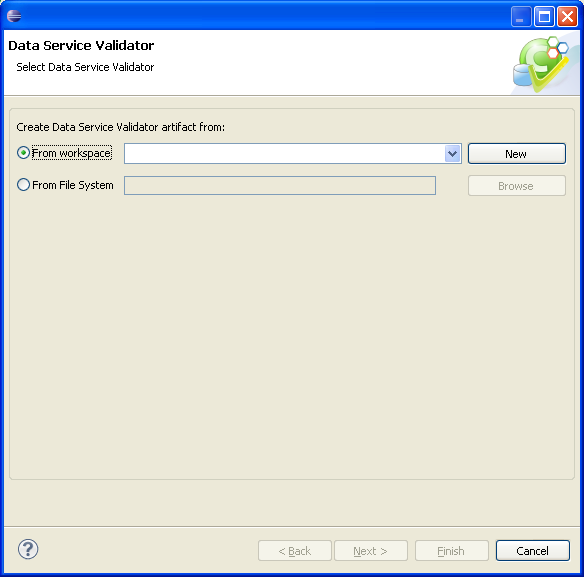 Data Service Validator
Select Data Service Validator
Create Data Service Validator artifact from:
From workspace New
From File System Browse
?
< Back Next > Finish Cancel